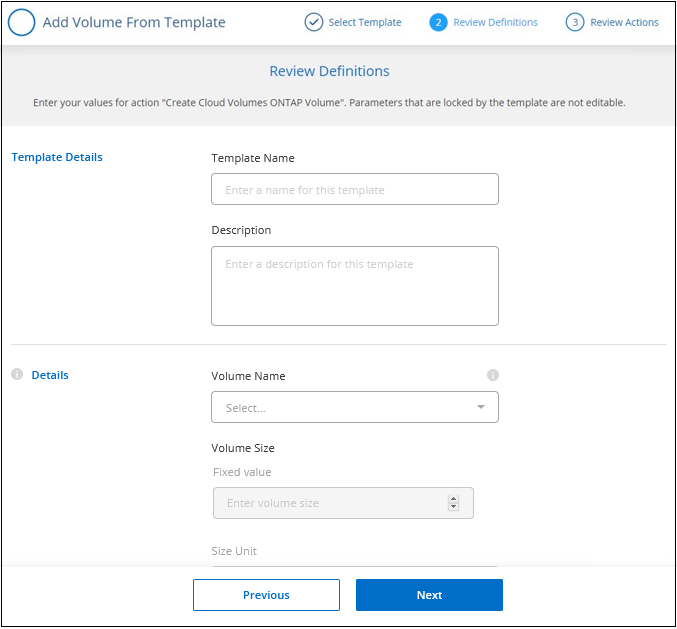 Add Volume From Template
Select Template
2 Review Definitions
3 Review Actions
Review Definitions
Enter your values for action "Create Cloud Volumes ONTAP Volume". Parameters that are locked by the template are not editable.
Template Details
Template Name
Enter a name for this template
Description
Enter a description for this template
i Details
Volume Name i
Select...
Volume Size
Fixed value
Enter volume size
Size Unit
Previous
Next